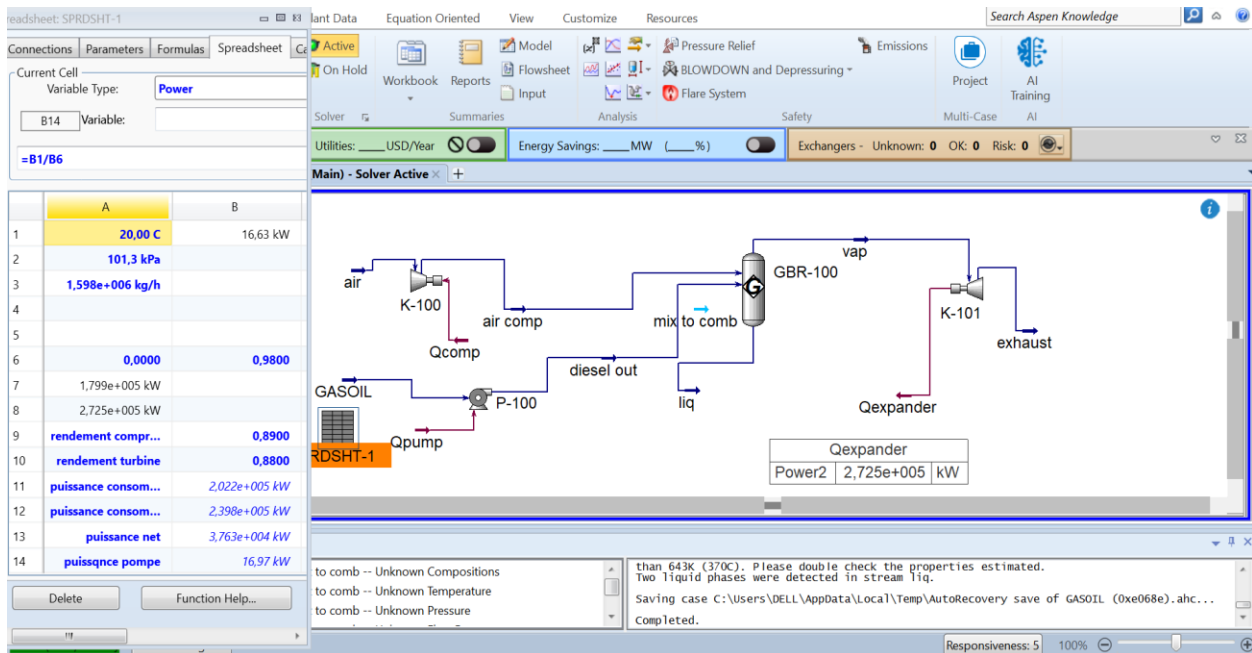 readsheet: SPRDSHT-1
lant Data Equation Oriented View Customize Resources
Search Aspen Knowledge
Connections Parameters Formulas Spreadsheet Ca
Current Cell
Variable Type: Power
B14 Variable:
=B1/B6
A B
1 20,00 C 16,63 kW
2 101,3 kPa
3 1,598e+006 kg/h
4
5
6 0,0000 0,9800
7 1,799e+005 kW
8 2,725e+005 kW
9 rendement compr... 0,8900
10 rendement turbine 0,8800
11 puissance consom... 2,022e+005 kW
12 puissance consom... 2,398e+005 kW
13 puissance net 3,763e+004 kW
14 puissqnce pompe 16,97 kW
Delete Function Help...
Active
On Hold
Solver
Workbook
Reports
Model
Flowsheet
Input
Summaries
Analysis
Pressure Relief
BLOWDOWN and Depressuring
Flare System
Emissions
Safety
Project
Multi-Case
AI
Training
AI
Utilities: ____USD/Year
Energy Savings: ____MW (____%)
Exchangers - Unknown: 0 OK: 0 Risk: 0
Main) - Solver Active × +
air
K-100
air comp
Qcomp
mix to comb
GBR-100
G
vap
K-101
exhaust
diesel out
GASOIL
P-100
liq
Qexpander
Qpump
RDSHT-1
Qexpander
Power2 2,725e+005 kW
to comb -- Unknown Compositions
to comb -- Unknown Temperature
to comb -- Unknown Pressure
than 643K (370C). Please double check the properties estimated.
Two liquid phases were detected in stream liq.
Saving case C:\Users\DELL\AppData\Local\Temp\AutoRecovery save of GASOIL (0xe068e).ahc...
Completed.
Responsiveness: 5 100%